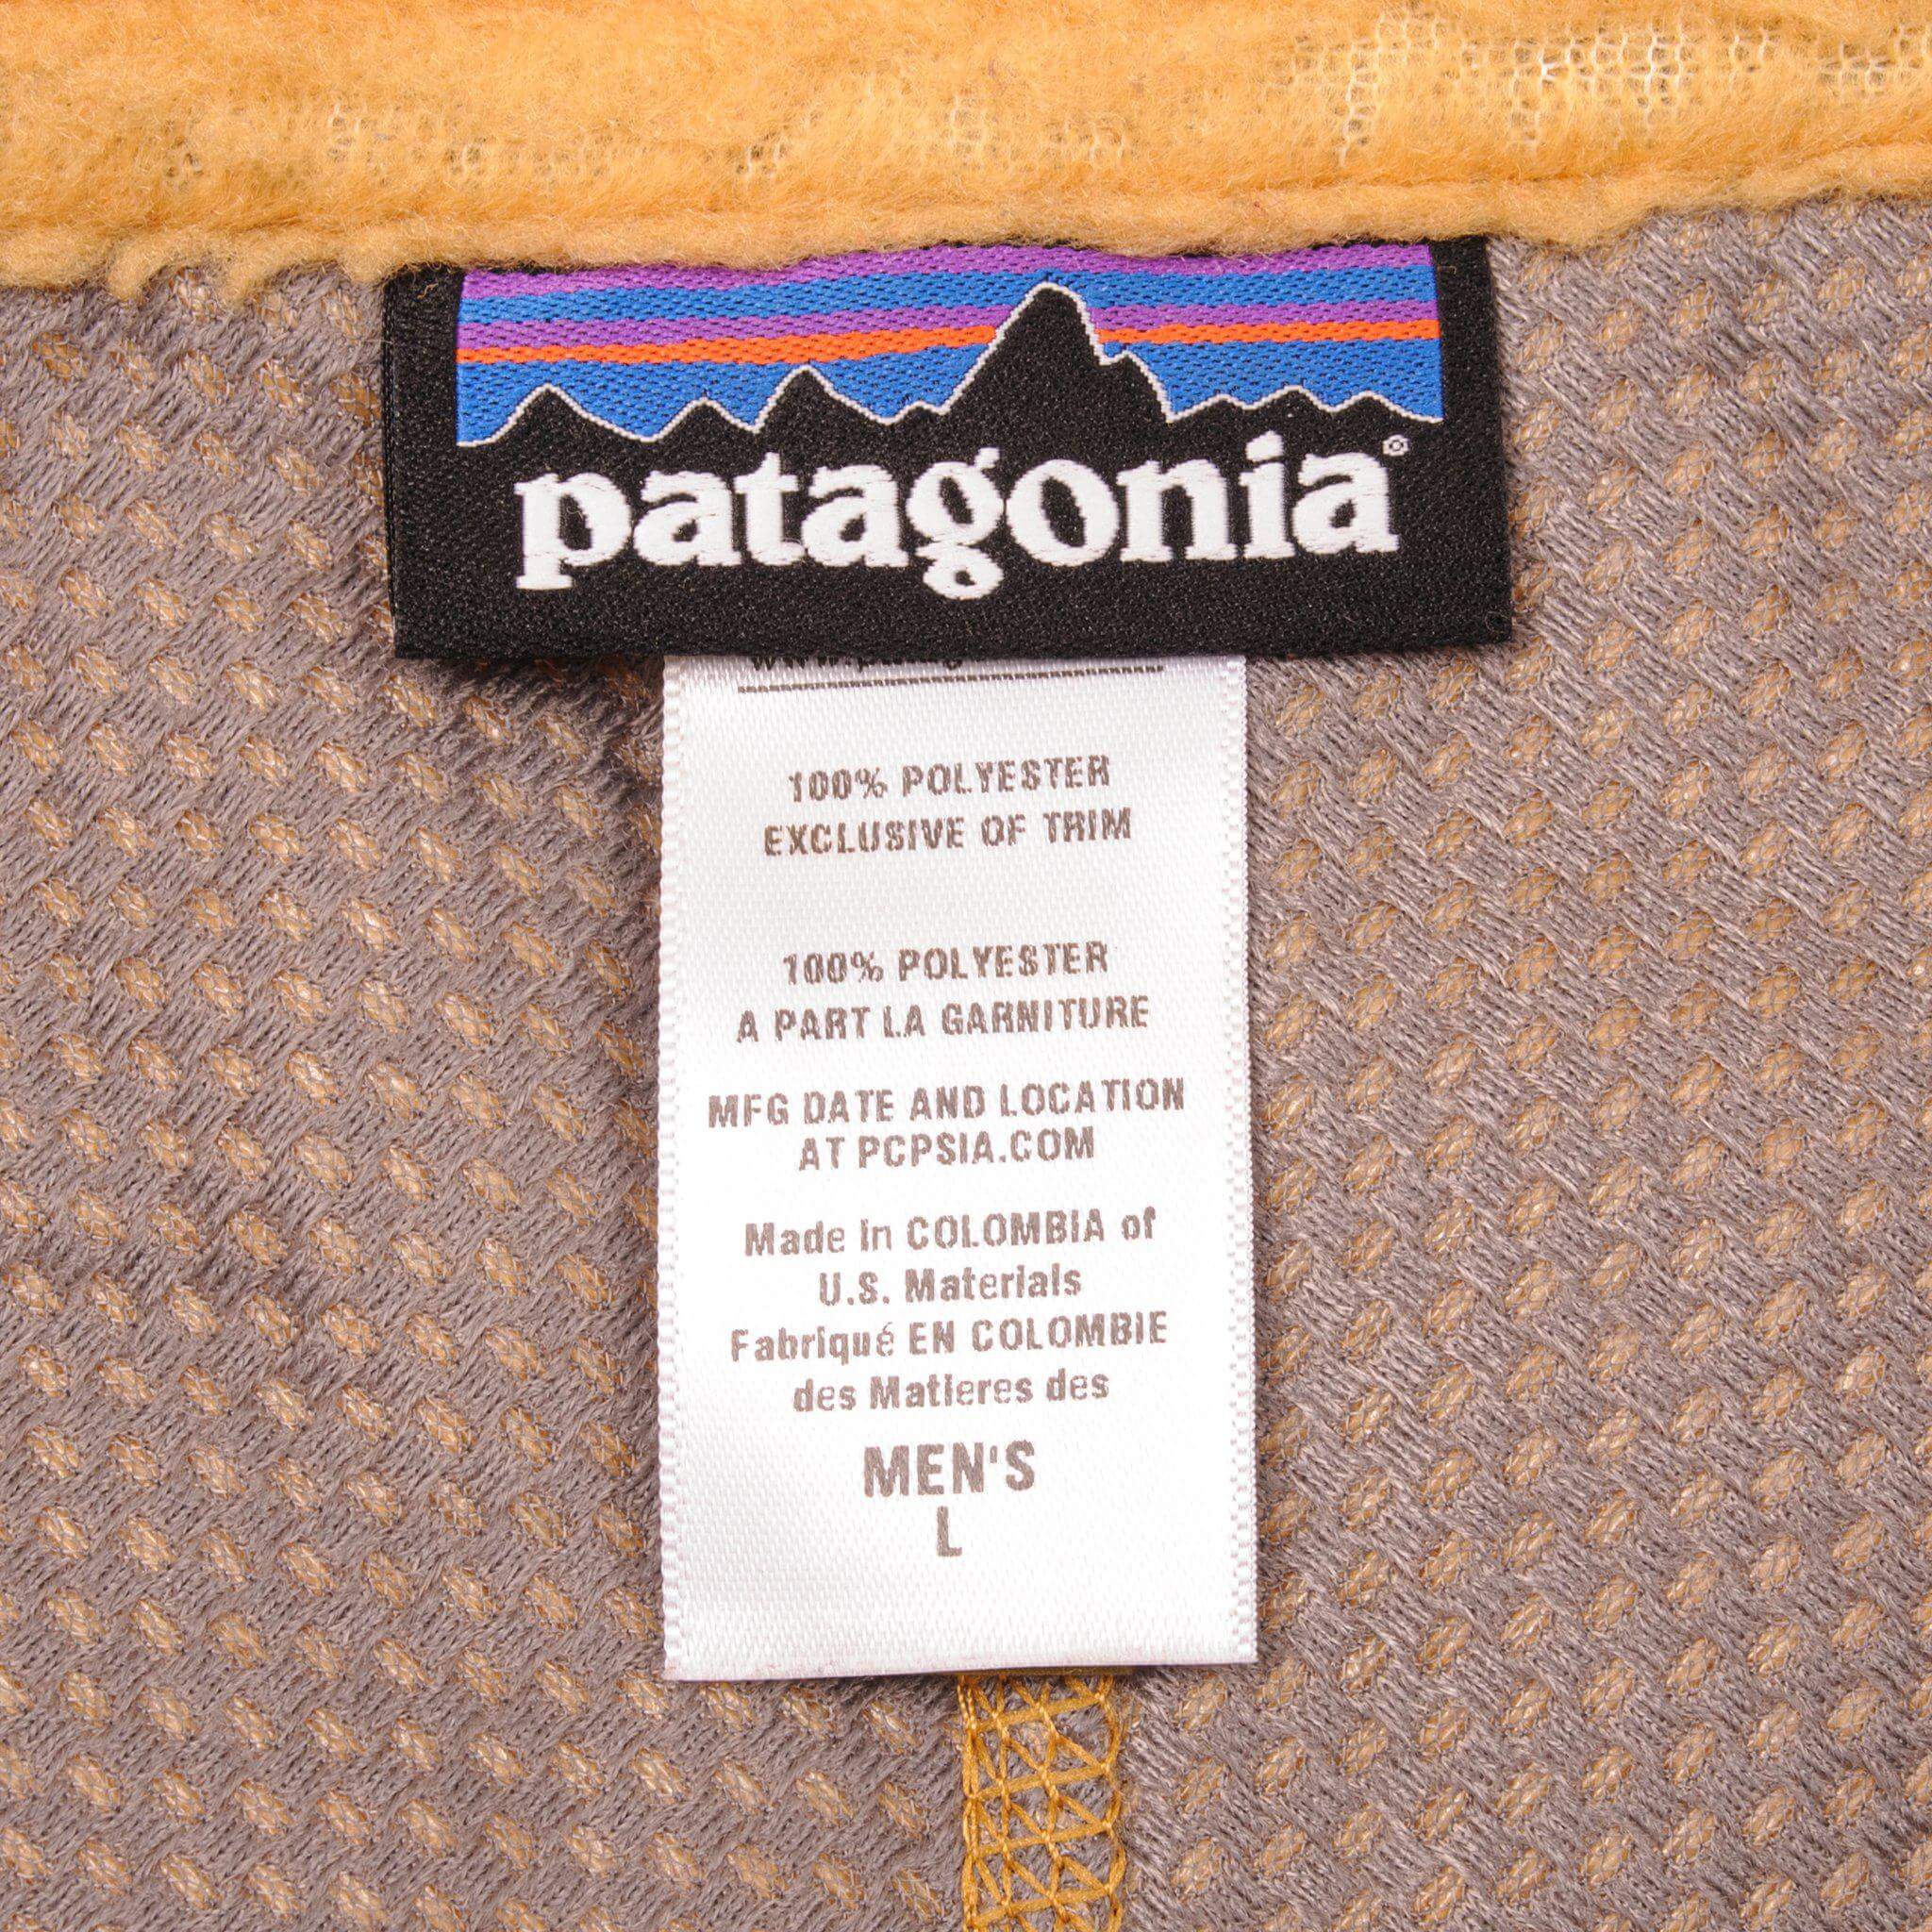 patagonia®
100% POLYESTER
EXCLUSIVE OF TRIM
100% POLYESTER
A PART LA GARNITURE
MFG DATE AND LOCATION
AT PCPSIA.COM
Made in COLOMBIA of
U.S. Materials
Fabriqué EN COLOMBIE
des Matieres des
MEN'S
L